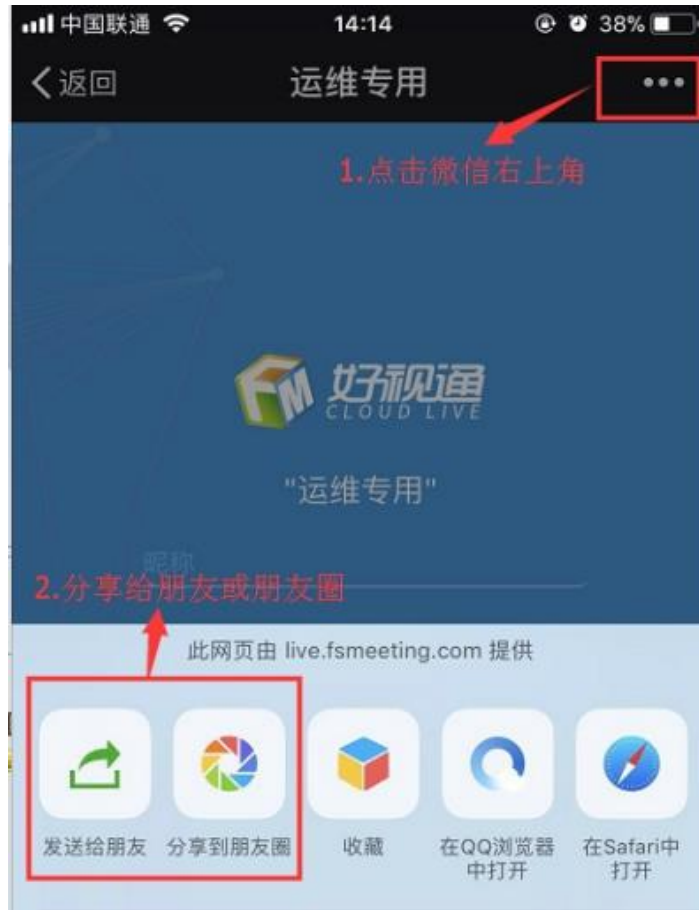 中国联通 14:14 38%
返回 运维专用
1.点击微信右上角
FM 好视通
CLOUD LIVE
"运维专用"
昵称
2.分享给朋友或朋友圈
此网页由 live.fsmeeting.com 提供
发送给朋友 分享到朋友圈 收藏 在QQ浏览器 在Safari中
中打开 打开